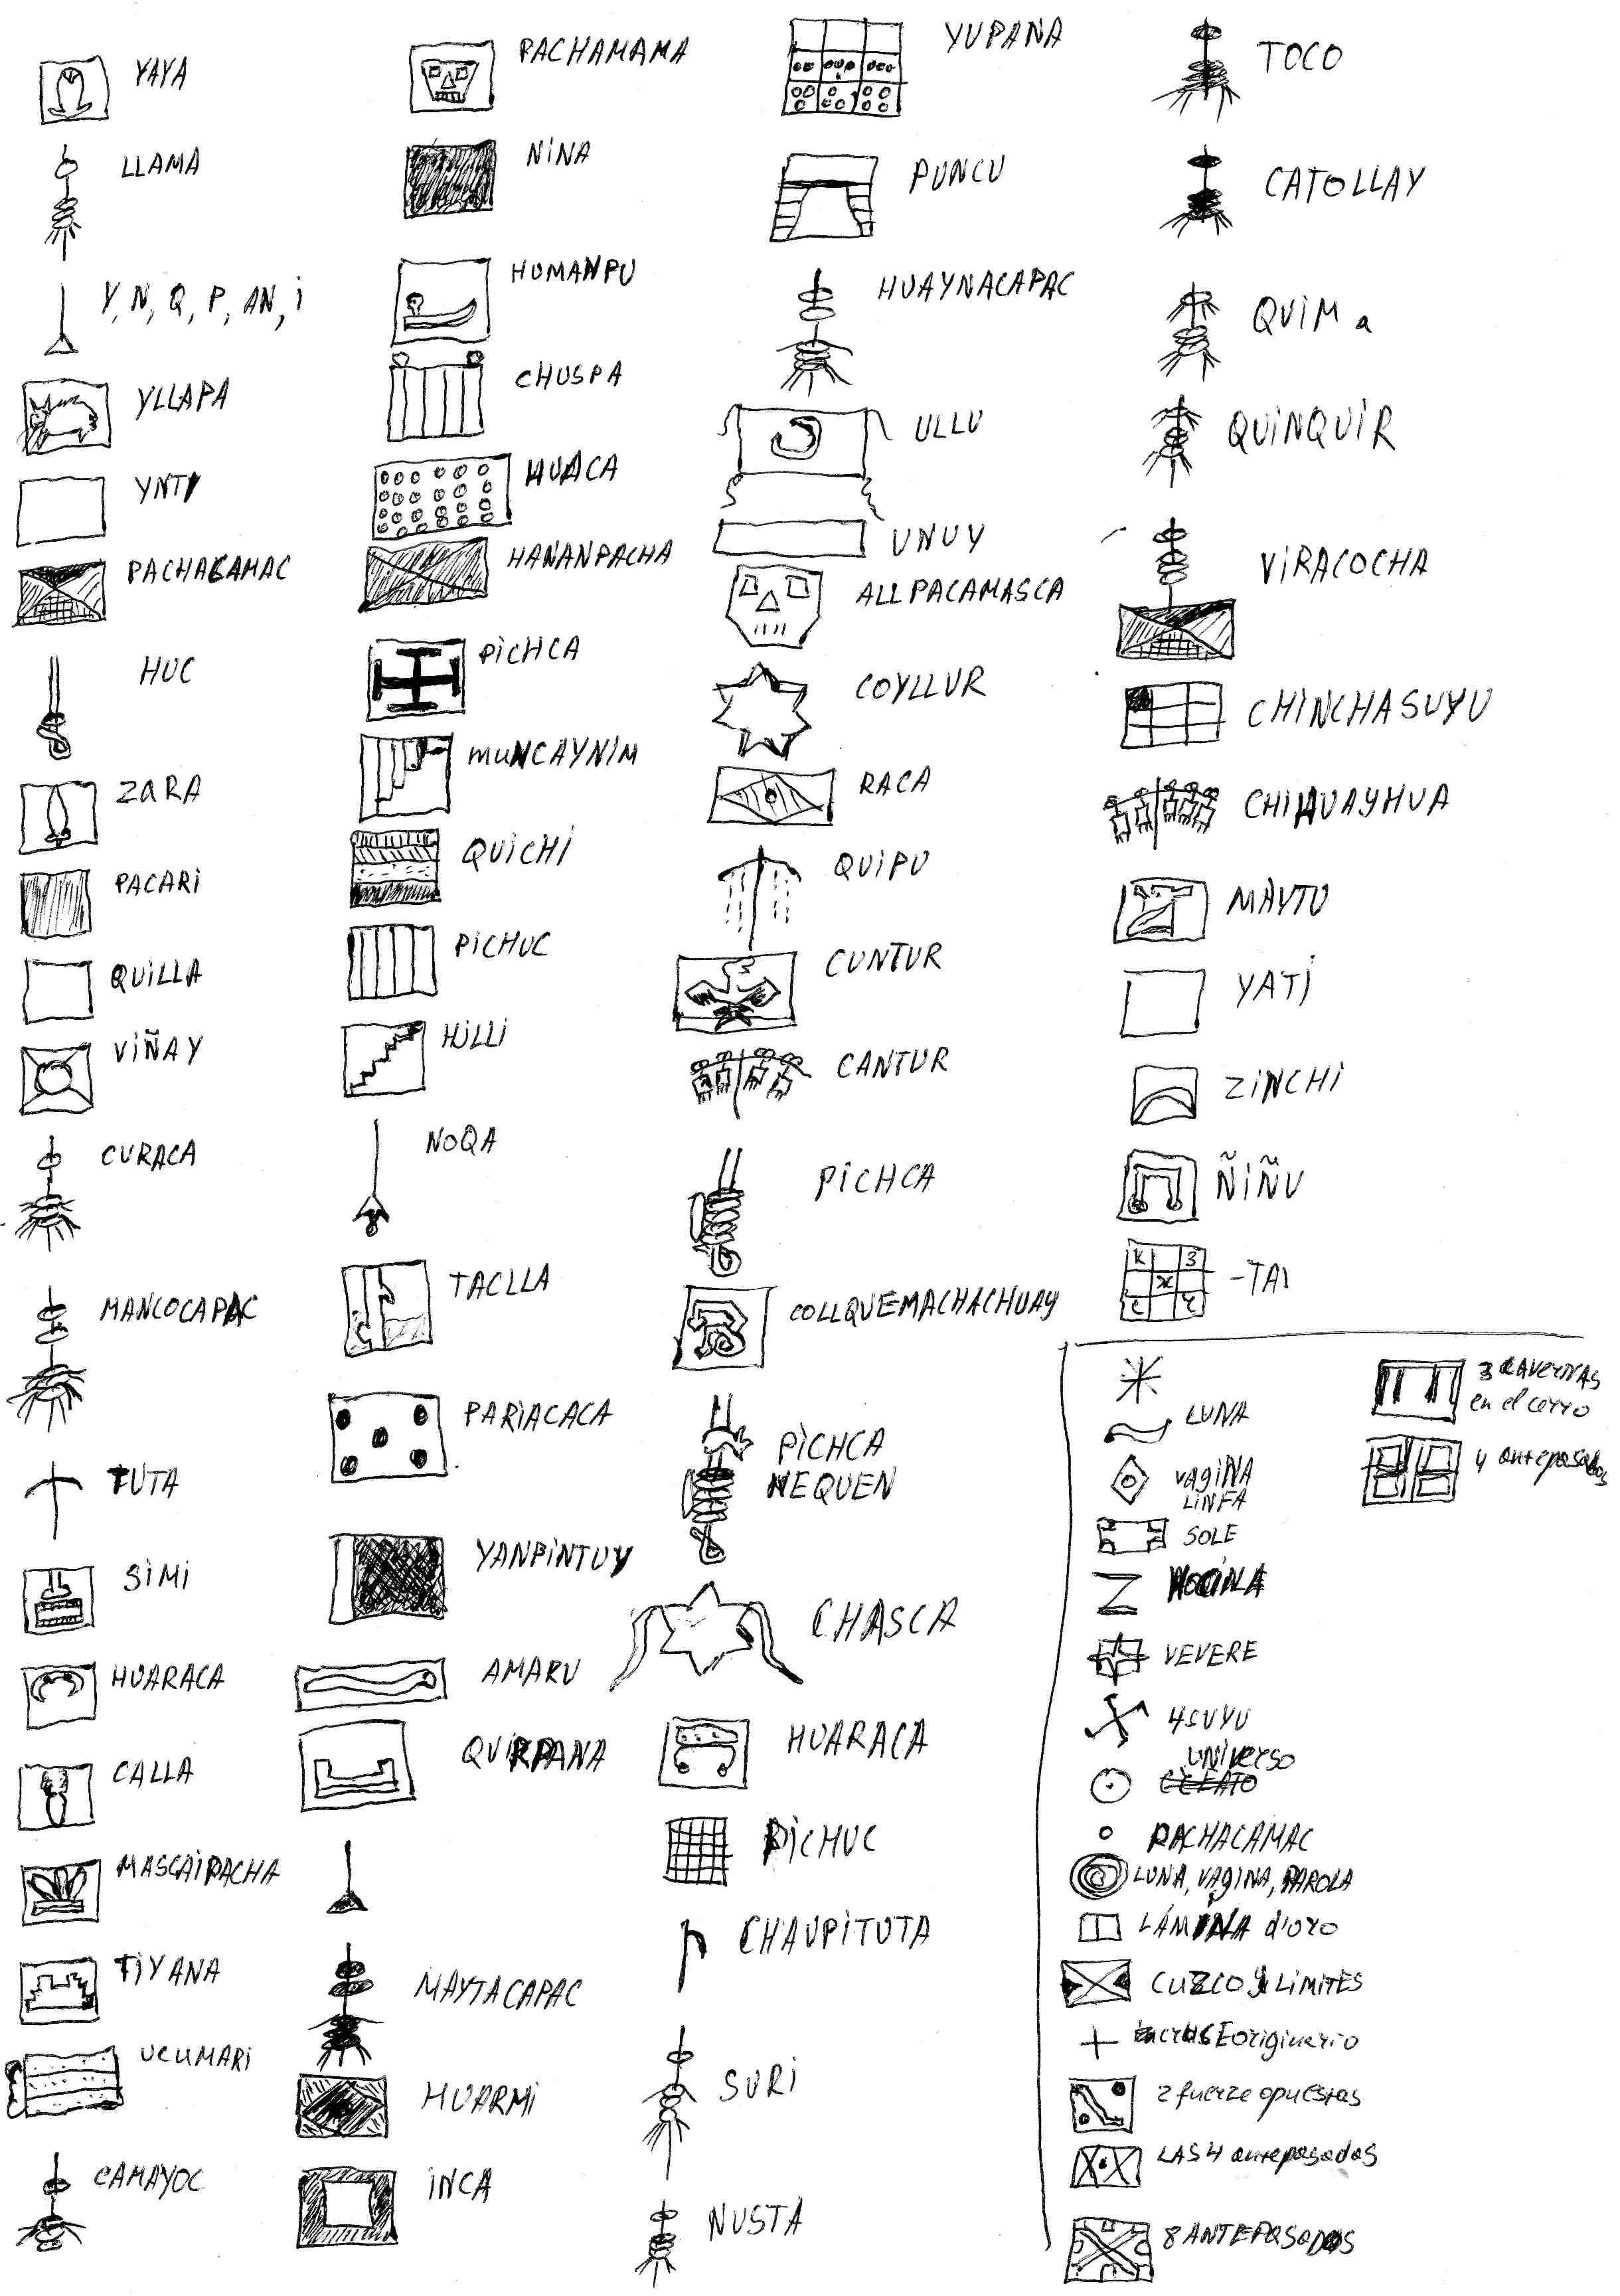 YAYA
LLAMA
Y, N, Q, P, AN, i
YLLAPA
YNTI
PACHACAMAC
HUC
ZaRA
PACARi
QUiLLA
ViÑAY
CURACA
MANCOCAPAC
TUTA
SiMi
HUARACA
CALLA
MASCAiPACHA
TiYANA
UCUMARi
CAMAYOC
PACHAMAMA
NiNA
HUMANPU
CHUSPA
HUACA
HANANPACHA
PiCHCA
MUNCAYNIM
QUiCHi
PiCHUC
HiLLi
NOQA
TACLLA
PARiACACA
YANPiNTUY
AMARU
QUiRPANA
MAYTACAPAC
HUARMi
iNCA
YUPANA
PUNCU
HUAYNACAPAC
ULLU
UNUY
ALLPACAMASCA
COYLLUR
RACA
QUiPU
CUNTUR
CANTUR
PiCHCA
COLLQUEMACHACHUAY
PiCHCA
NEQUEN
CHASCA
HUARACA
PiCHUC
CHAUPiTUTA
SURi
NUSTA
TOCO
CATOLLAY
QUiM a
QUiNQUiR
ViRACOCHA
CHiNCHASUYU
CHiHUAYHUA
MAYTU
YATi
ZiNCHi
ÑiÑU
K 3
-TAi
LUNA
VAgiNA
LiNFA
SOLE
VEVERE
4 SUYU
UNiVErSO
PACHACAMAC
LUNA, VAgiNA, PAROLA
LÁMiNA d'oro
CUZCO y LiMiTES
originario
2 fuerze opuestas
LAS 4 antepasados
8 ANTEPASADOS
3 CAVERNAS
en el cerro
4 antepasados